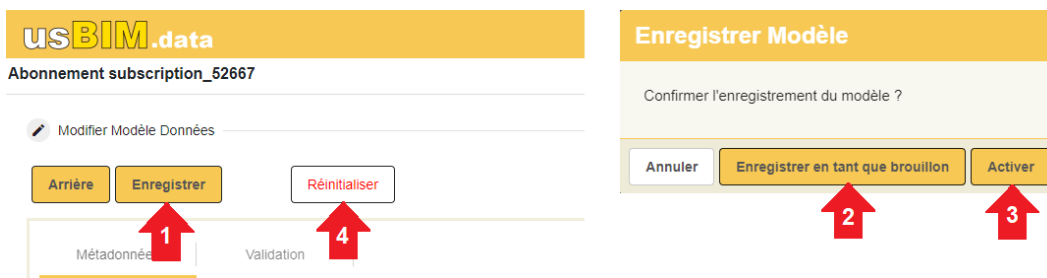 usBIM.data
Abonnement subscription_52667
Modifier Modèle Données
Arrière
Enregistrer
Réinitialiser
1
4
Métadonnée
Validation
Enregistrer Modèle
Confirmer l'enregistrement du modèle ?
Annuler
Enregistrer en tant que brouillon
Activer
2
3